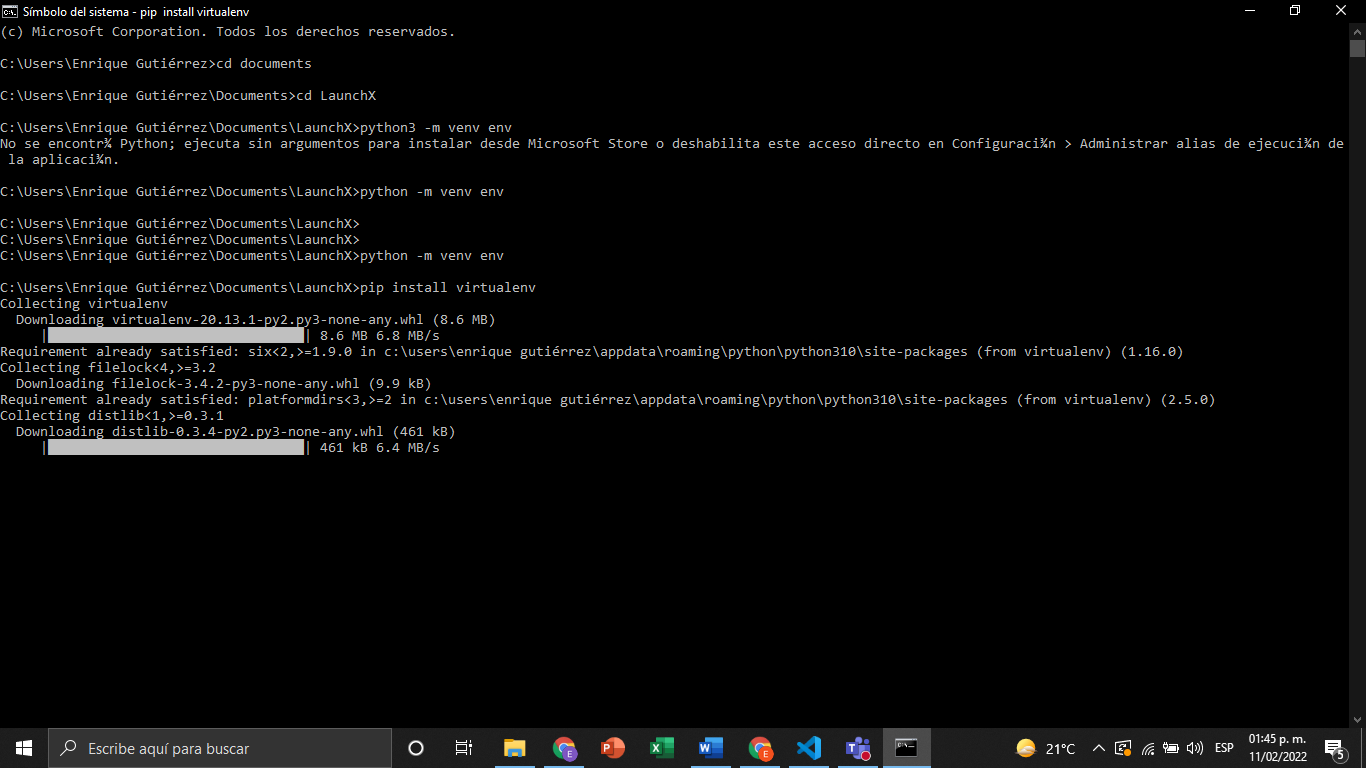 Símbolo del sistema - pip  install virtualenv
(c) Microsoft Corporation. Todos los derechos reservados.
C:\Users\Enrique Gutiérrez>cd documents
C:\Users\Enrique Gutiérrez\Documents>cd LaunchX
C:\Users\Enrique Gutiérrez\Documents\LaunchX>python3 -m venv env
No se encontr¾ Python; ejecuta sin argumentos para instalar desde Microsoft Store o deshabilita este acceso directo en Configuraci¾n > Administrar alias de ejecuci¾n de
 la aplicaci¾n.
C:\Users\Enrique Gutiérrez\Documents\LaunchX>python -m venv env
C:\Users\Enrique Gutiérrez\Documents\LaunchX>
C:\Users\Enrique Gutiérrez\Documents\LaunchX>
C:\Users\Enrique Gutiérrez\Documents\LaunchX>python -m venv env
C:\Users\Enrique Gutiérrez\Documents\LaunchX>pip install virtualenv
Collecting virtualenv
  Downloading virtualenv-20.13.1-py2.py3-none-any.whl (8.6 MB)
     |████████████████████████████████| 8.6 MB 6.8 MB/s
Requirement already satisfied: six<2,>=1.9.0 in c:\users\enrique gutiérrez\appdata\roaming\python\python310\site-packages (from virtualenv) (1.16.0)
Collecting filelock<4,>=3.2
  Downloading filelock-3.4.2-py3-none-any.whl (9.9 kB)
Requirement already satisfied: platformdirs<3,>=2 in c:\users\enrique gutiérrez\appdata\roaming\python\python310\site-packages (from virtualenv) (2.5.0)
Collecting distlib<1,>=0.3.1
  Downloading distlib-0.3.4-py2.py3-none-any.whl (461 kB)
     |████████████████████████████████| 461 kB 6.4 MB/s
Escribe aquí para buscar
21°C
ESP
01:45 p. m.
11/02/2022
5